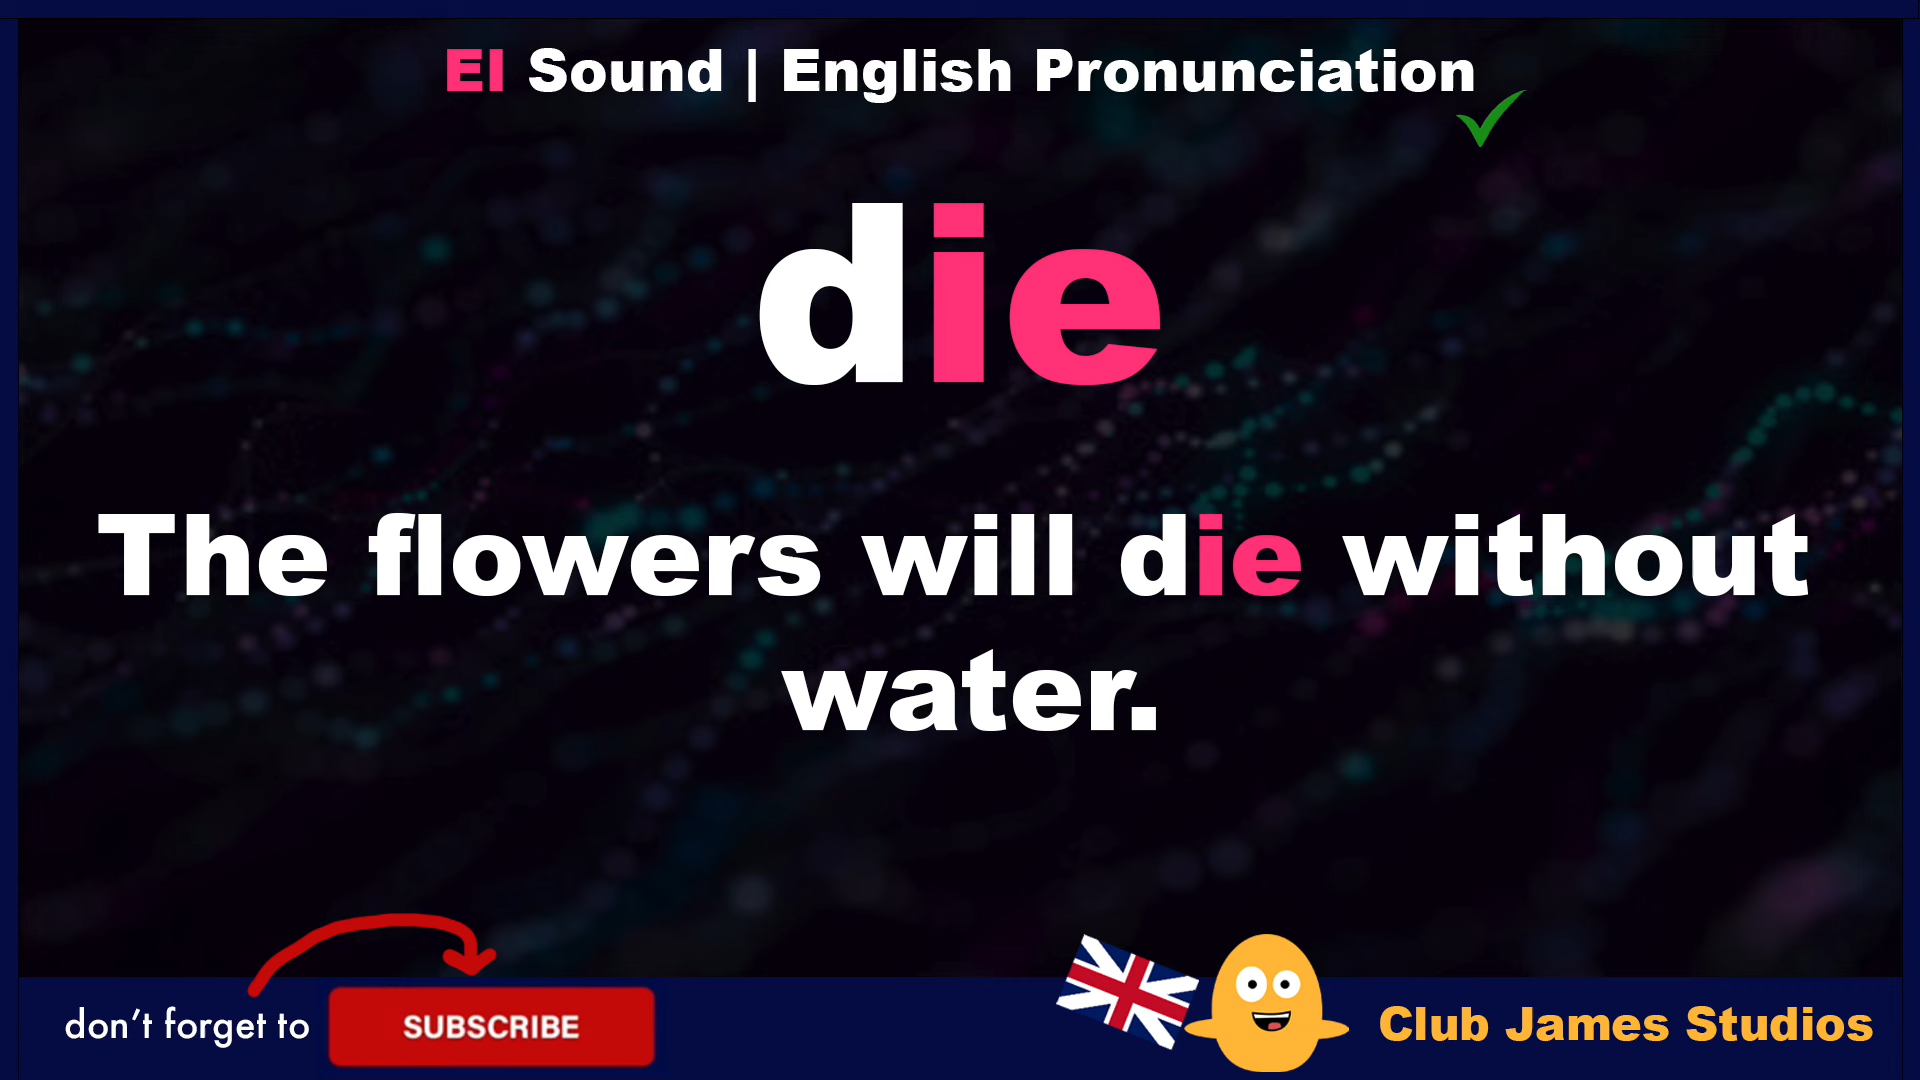 EI Sound | English Pronunciation
die
The flowers will die without
water.
don't forget to
SUBSCRIBE
Club James Studios